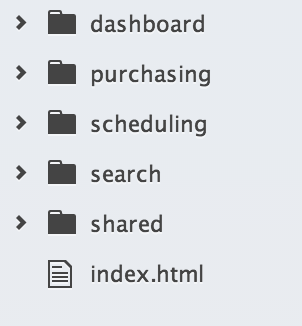 dashboard
purchasing
scheduling
search
shared
index.html